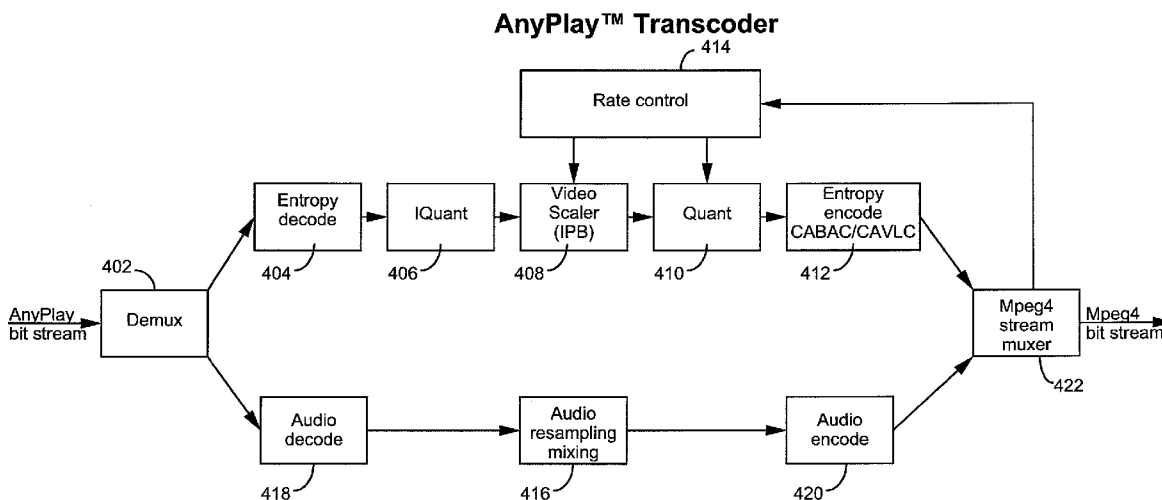 AnyPlay™ Transcoder
414
Rate control
Entropy
decode
404
IQuant
406
Video
Scaler
(IPB)
408
Quant
410
Entropy
encode
CABAC/CAVLC
412
402
AnyPlay
bit stream
Demux
Mpeg4
stream
muxer
422
Mpeg4
bit stream
Audio
decode
418
Audio
resampling
mixing
416
Audio
encode
420